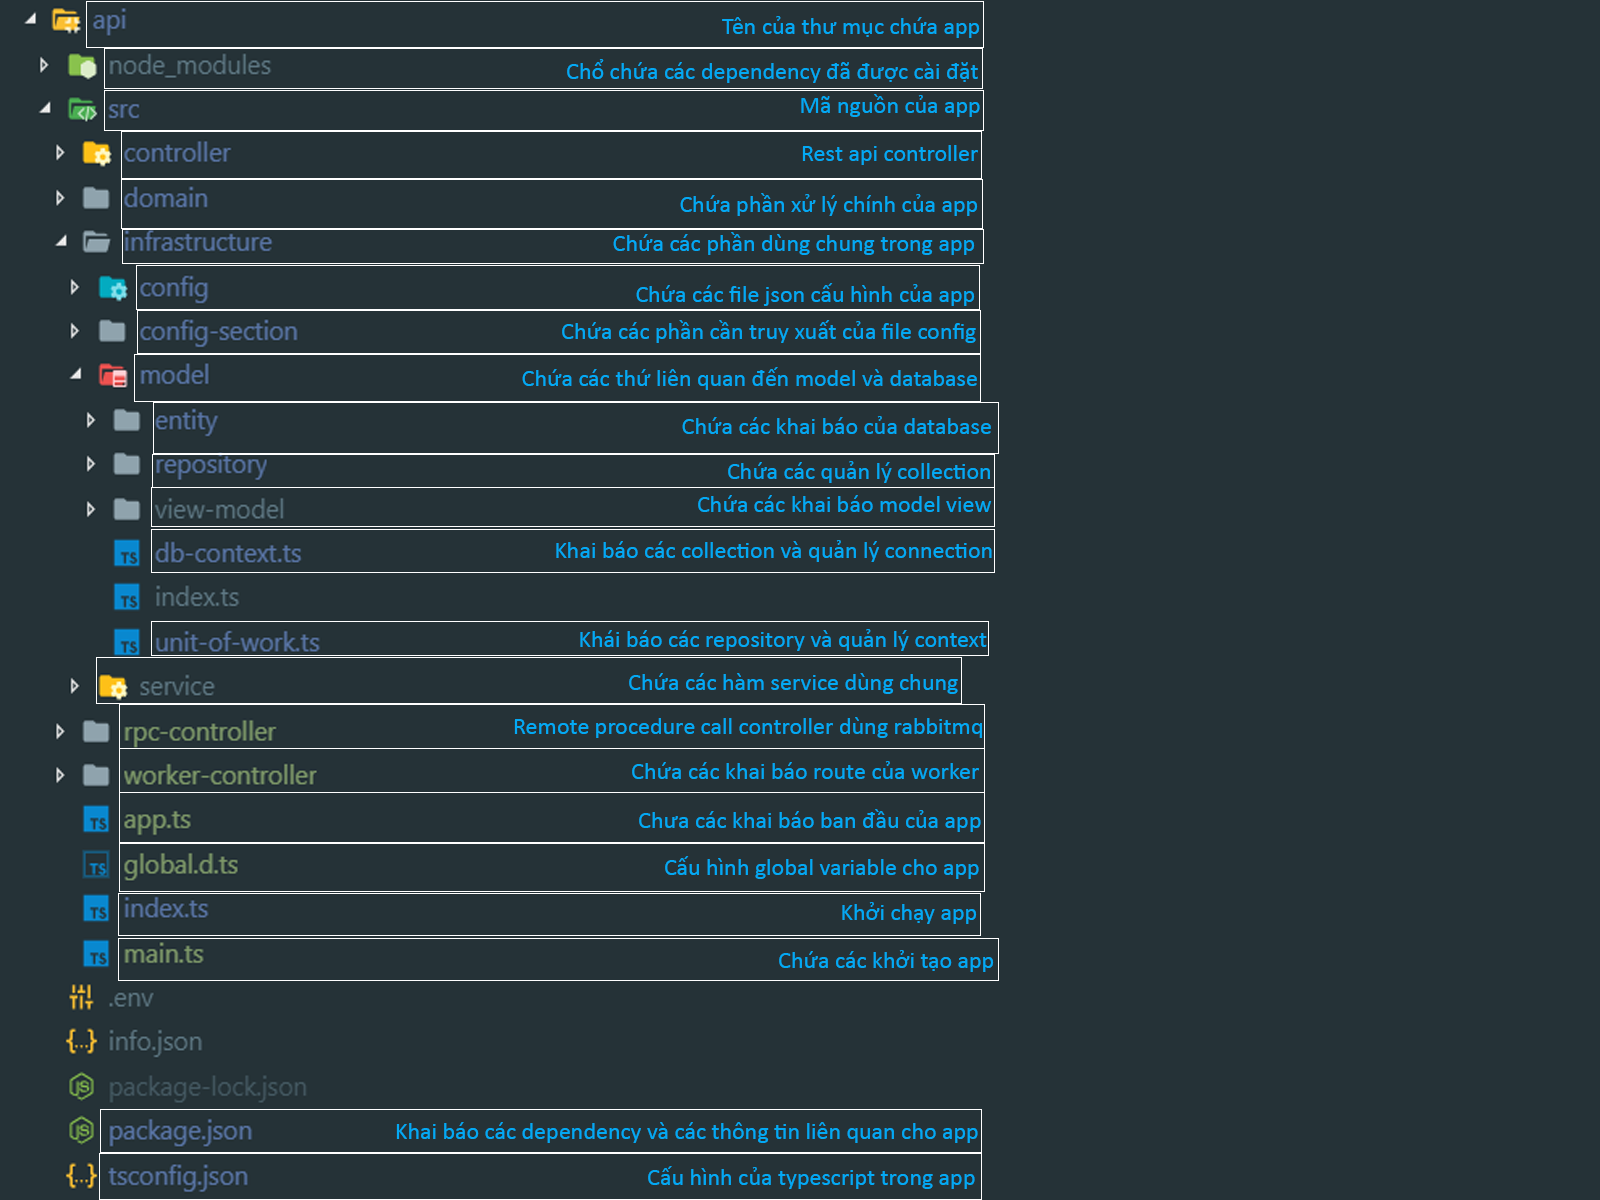 api Tên của thư mục chứa app
node_modules Chổ chứa các dependency đã được cài đặt
src Mã nguồn của app
controller Rest api controller
domain Chứa phần xử lý chính của app
infrastructure Chứa các phần dùng chung trong app
config Chứa các file json cấu hình của app
config-section Chứa các phần cần truy xuất của file config
model Chứa các thứ liên quan đến model và database
entity Chứa các khai báo của database
repository Chứa các quản lý collection
view-model Chứa các khai báo model view
TS db-context.ts Khai báo các collection và quản lý connection
TS index.ts
TS unit-of-work.ts Khái báo các repository và quản lý context
service Chứa các hàm service dùng chung
rpc-controller Remote procedure call controller dùng rabbitmq
worker-controller Chứa các khai báo route của worker
TS app.ts Chưa các khai báo ban đầu của app
TS global.d.ts Cấu hình global variable cho app
TS index.ts Khởi chạy app
TS main.ts Chứa các khởi tạo app
.env
{..} info.json
JS package-lock.json
JS package.json Khai báo các dependency và các thông tin liên quan cho app
{..} tsconfig.json Cấu hình của typescript trong app